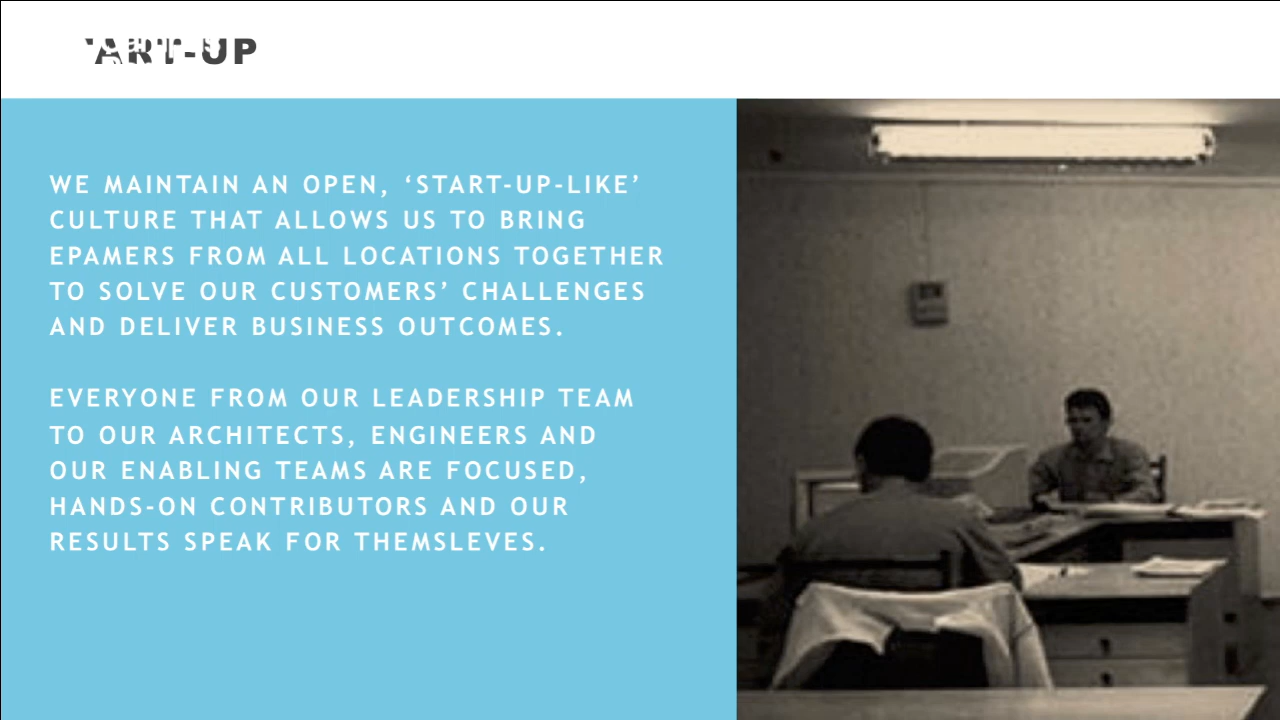 ART-UP
WE MAINTAIN AN OPEN, ‘START-UP-LIKE’
CULTURE THAT ALLOWS US TO BRING
EPAMERS FROM ALL LOCATIONS TOGETHER
TO SOLVE OUR CUSTOMERS’ CHALLENGES
AND DELIVER BUSINESS OUTCOMES.
EVERYONE FROM OUR LEADERSHIP TEAM
TO OUR ARCHITECTS, ENGINEERS AND
OUR ENABLING TEAMS ARE FOCUSED,
HANDS-ON CONTRIBUTORS AND OUR
RESULTS SPEAK FOR THEMSLEVES.